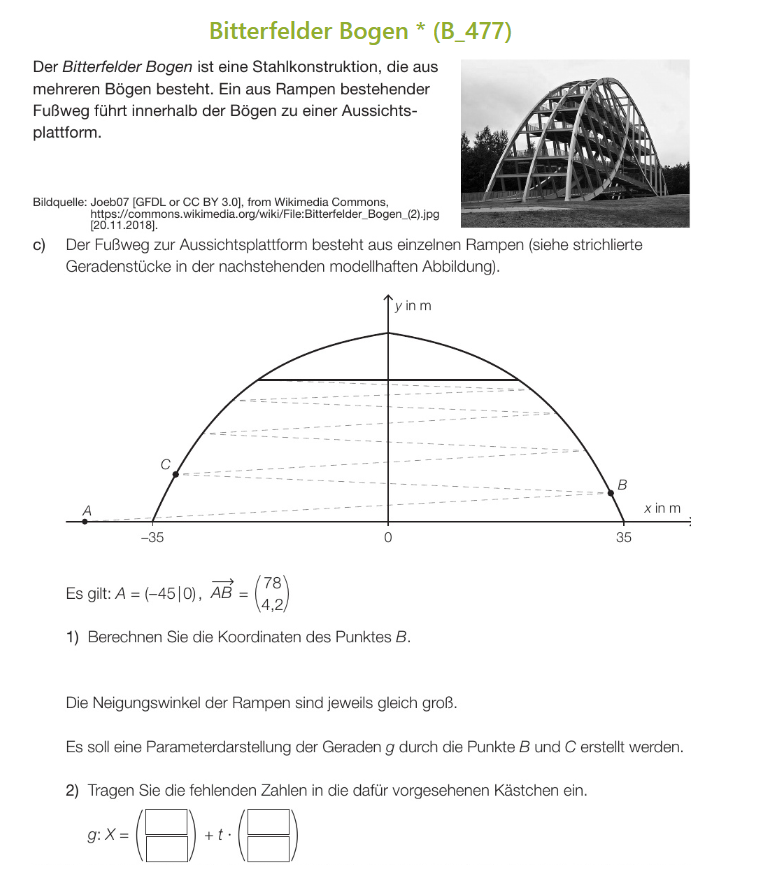 Bitterfelder Bogen * (B_477)
Der Bitterfelder Bogen ist eine Stahlkonstruktion, die aus
mehreren Bögen besteht. Ein aus Rampen bestehender
Fußweg führt innerhalb der Bögen zu einer Aussichts-
plattform.
Bildquelle: Joeb07 [GFDL or CC BY 3.0], from Wikimedia Commons,
https://commons.wikimedia.org/wiki/File:Bitterfelder_Bogen_(2).jpg
[20.11.2018].
c) Der Fußweg zur Aussichtsplattform besteht aus einzelnen Rampen (siehe strichlierte
Geradenstücke in der nachstehenden modellhaften Abbildung).
y in m
C
B
A
x in m
–35
0
35
Es gilt: A = (–45|0), AB = (78
4,2)
1) Berechnen Sie die Koordinaten des Punktes B.
Die Neigungswinkel der Rampen sind jeweils gleich groß.
Es soll eine Parameterdarstellung der Geraden g durch die Punkte B und C erstellt werden.
2) Tragen Sie die fehlenden Zahlen in die dafür vorgesehenen Kästchen ein.
g: X = ( ) + t · ( )